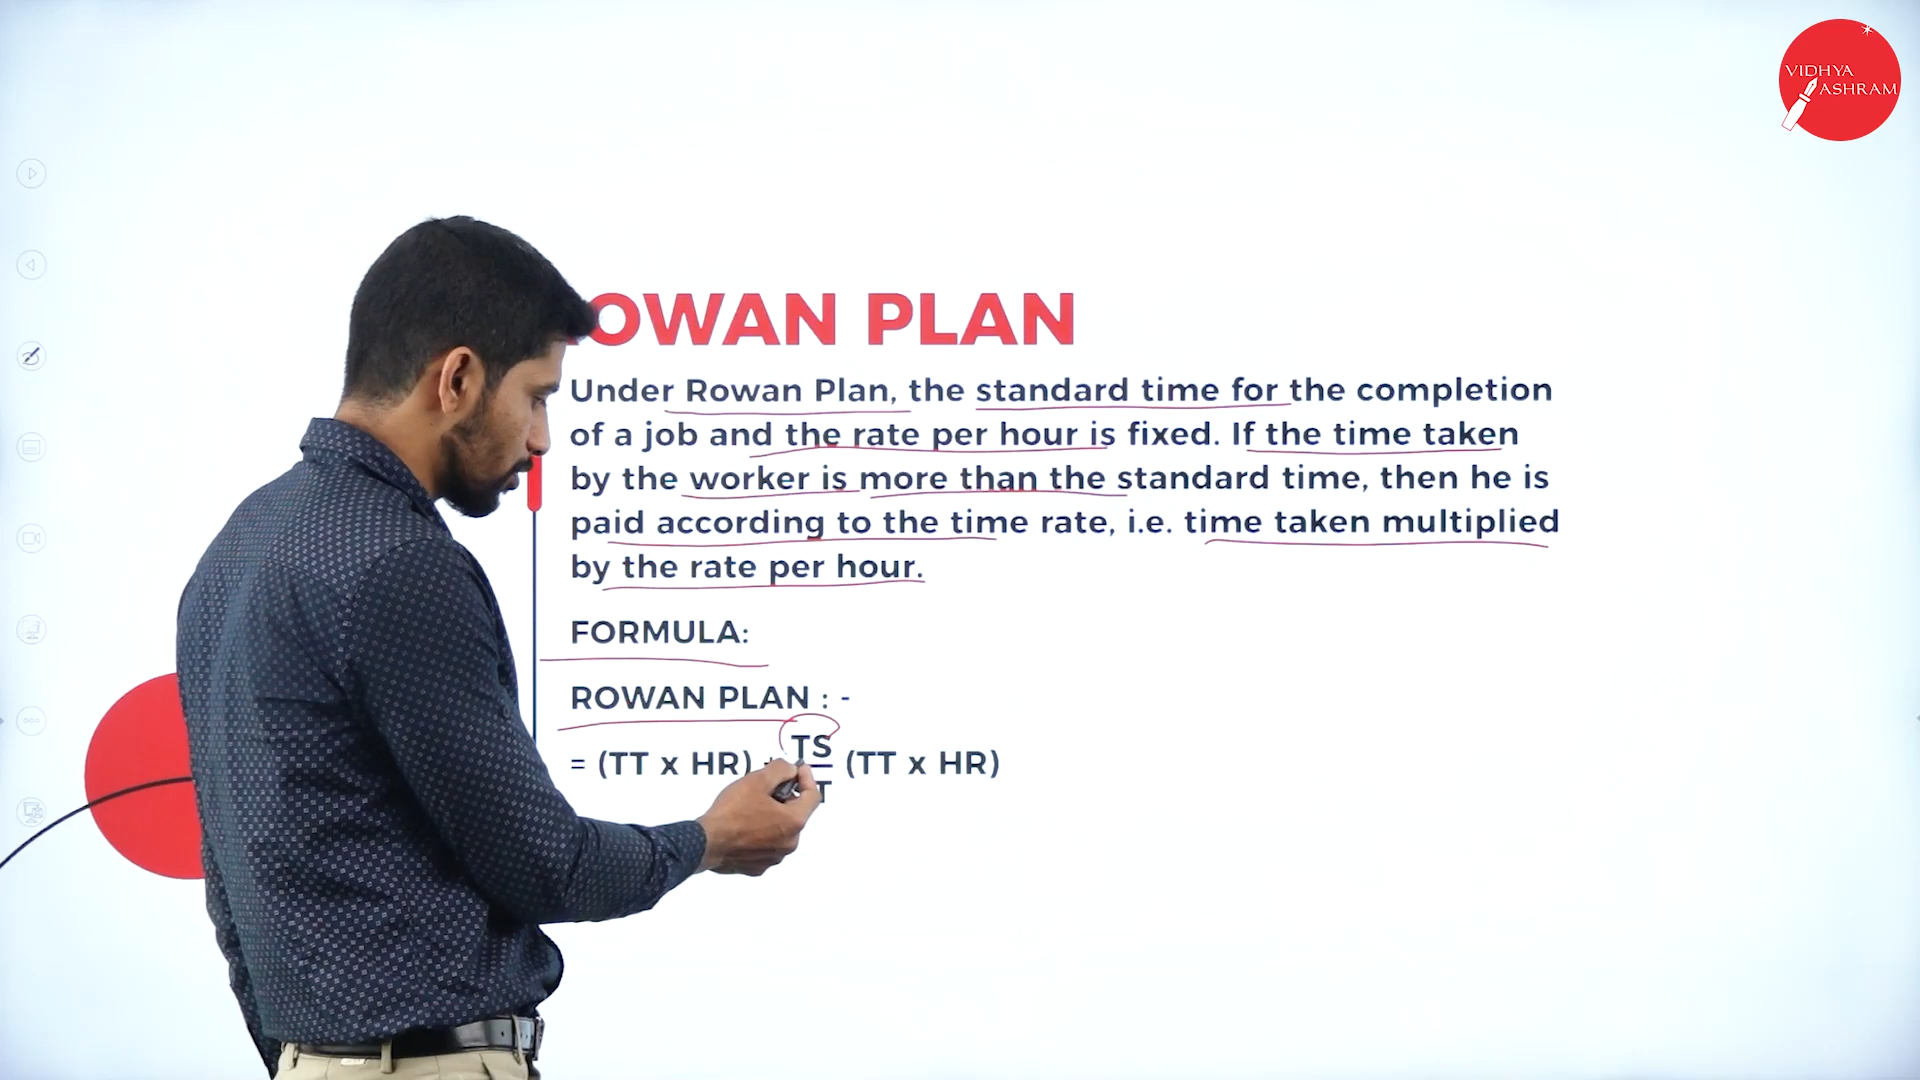 VIDHYA
ASHRAM
OWAN PLAN
Under Rowan Plan, the standard time for the completion
of a job and the rate per hour is fixed. If the time taken
by the worker is more than the standard time, then he is
paid according to the time rate, i.e. time taken multiplied
by the rate per hour.
FORMULA:
ROWAN PLAN : -
TS
= (TT x HR) (TT x HR)